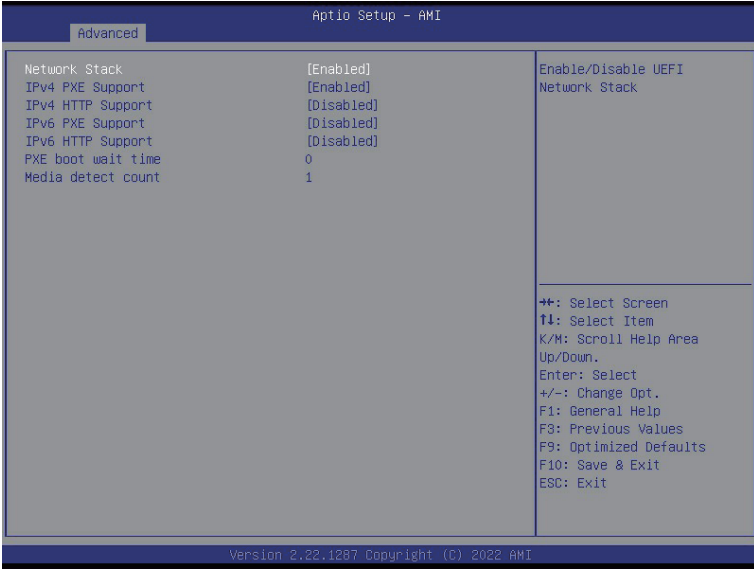 Aptio Setup – AMI
Advanced
Network Stack [Enabled]
IPv4 PXE Support [Enabled]
IPv4 HTTP Support [Disabled]
IPv6 PXE Support [Disabled]
IPv6 HTTP Support [Disabled]
PXE boot wait time 0
Media detect count 1
Enable/Disable UEFI
Network Stack
→←: Select Screen
↑↓: Select Item
K/M: Scroll Help Area
Up/Down.
Enter: Select
+/-: Change Opt.
F1: General Help
F3: Previous Values
F9: Optimized Defaults
F10: Save & Exit
ESC: Exit
Version 2.22.1287 Copyright (C) 2022 AMI